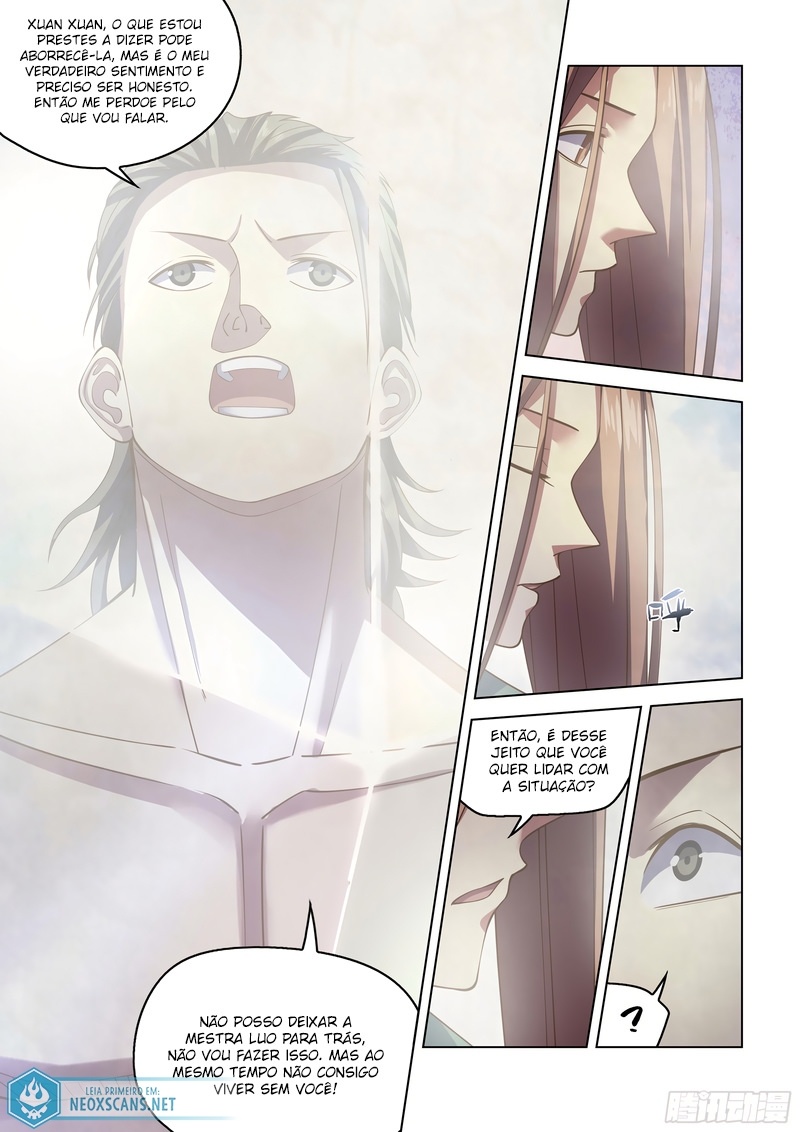 XUAN XUAN, O QUE ESTOU
PRESTES A DIZER PODE
ABORRECÊ-LA, MAS É O MEU
VERDADEIRO SENTIMENTO E
PRECISO SER HONESTO.
ENTÃO ME PERDOE PELO
QUE VOU FALAR.
呼
ENTÃO, É DESSE
JEITO QUE VOCÊ
QUER LIDAR COM
A SITUAÇÃO?
?
NÃO POSSO DEIXAR A
MESTRA LUO PARA TRÁS,
NÃO VOU FAZER ISSO. MAS AO
MESMO TEMPO NÃO CONSIGO
VIVER SEM VOCÊ!
LEIA PRIMEIRO EM:
NEOXSCANS.NET
腾讯动漫